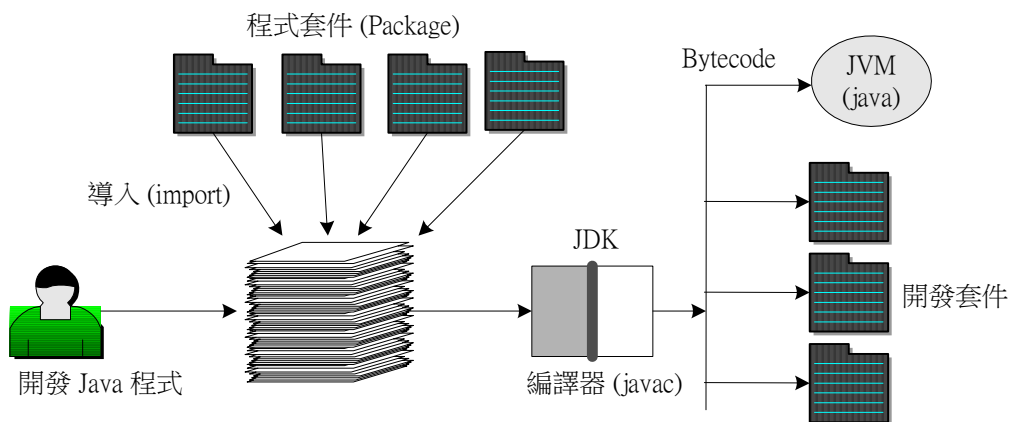 程式套件 (Package)
Bytecode
JVM
(java)
導入 (import)
JDK
開發套件
開發 Java 程式
編譯器 (javac)